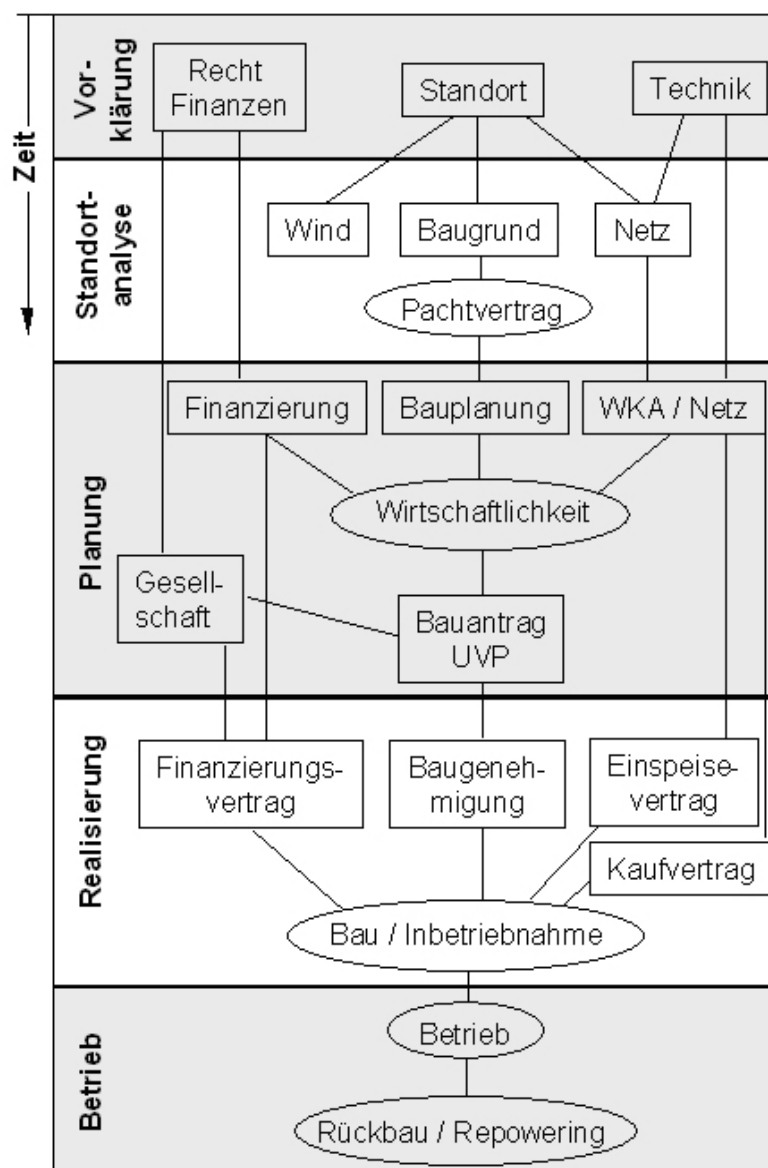 Zeit
Vor-
klärung
Recht
Finanzen
Standort
Technik
Standort-
analyse
Wind
Baugrund
Netz
Pachtvertrag
Planung
Finanzierung
Bauplanung
WKA / Netz
Wirtschaftlichkeit
Gesell-
schaft
Bauantrag
UVP
Realisierung
Finanzierungs-
vertrag
Baugeneh-
migung
Einspeise-
vertrag
Kaufvertrag
Bau / Inbetriebnahme
Betrieb
Betrieb
Rückbau / Repowering